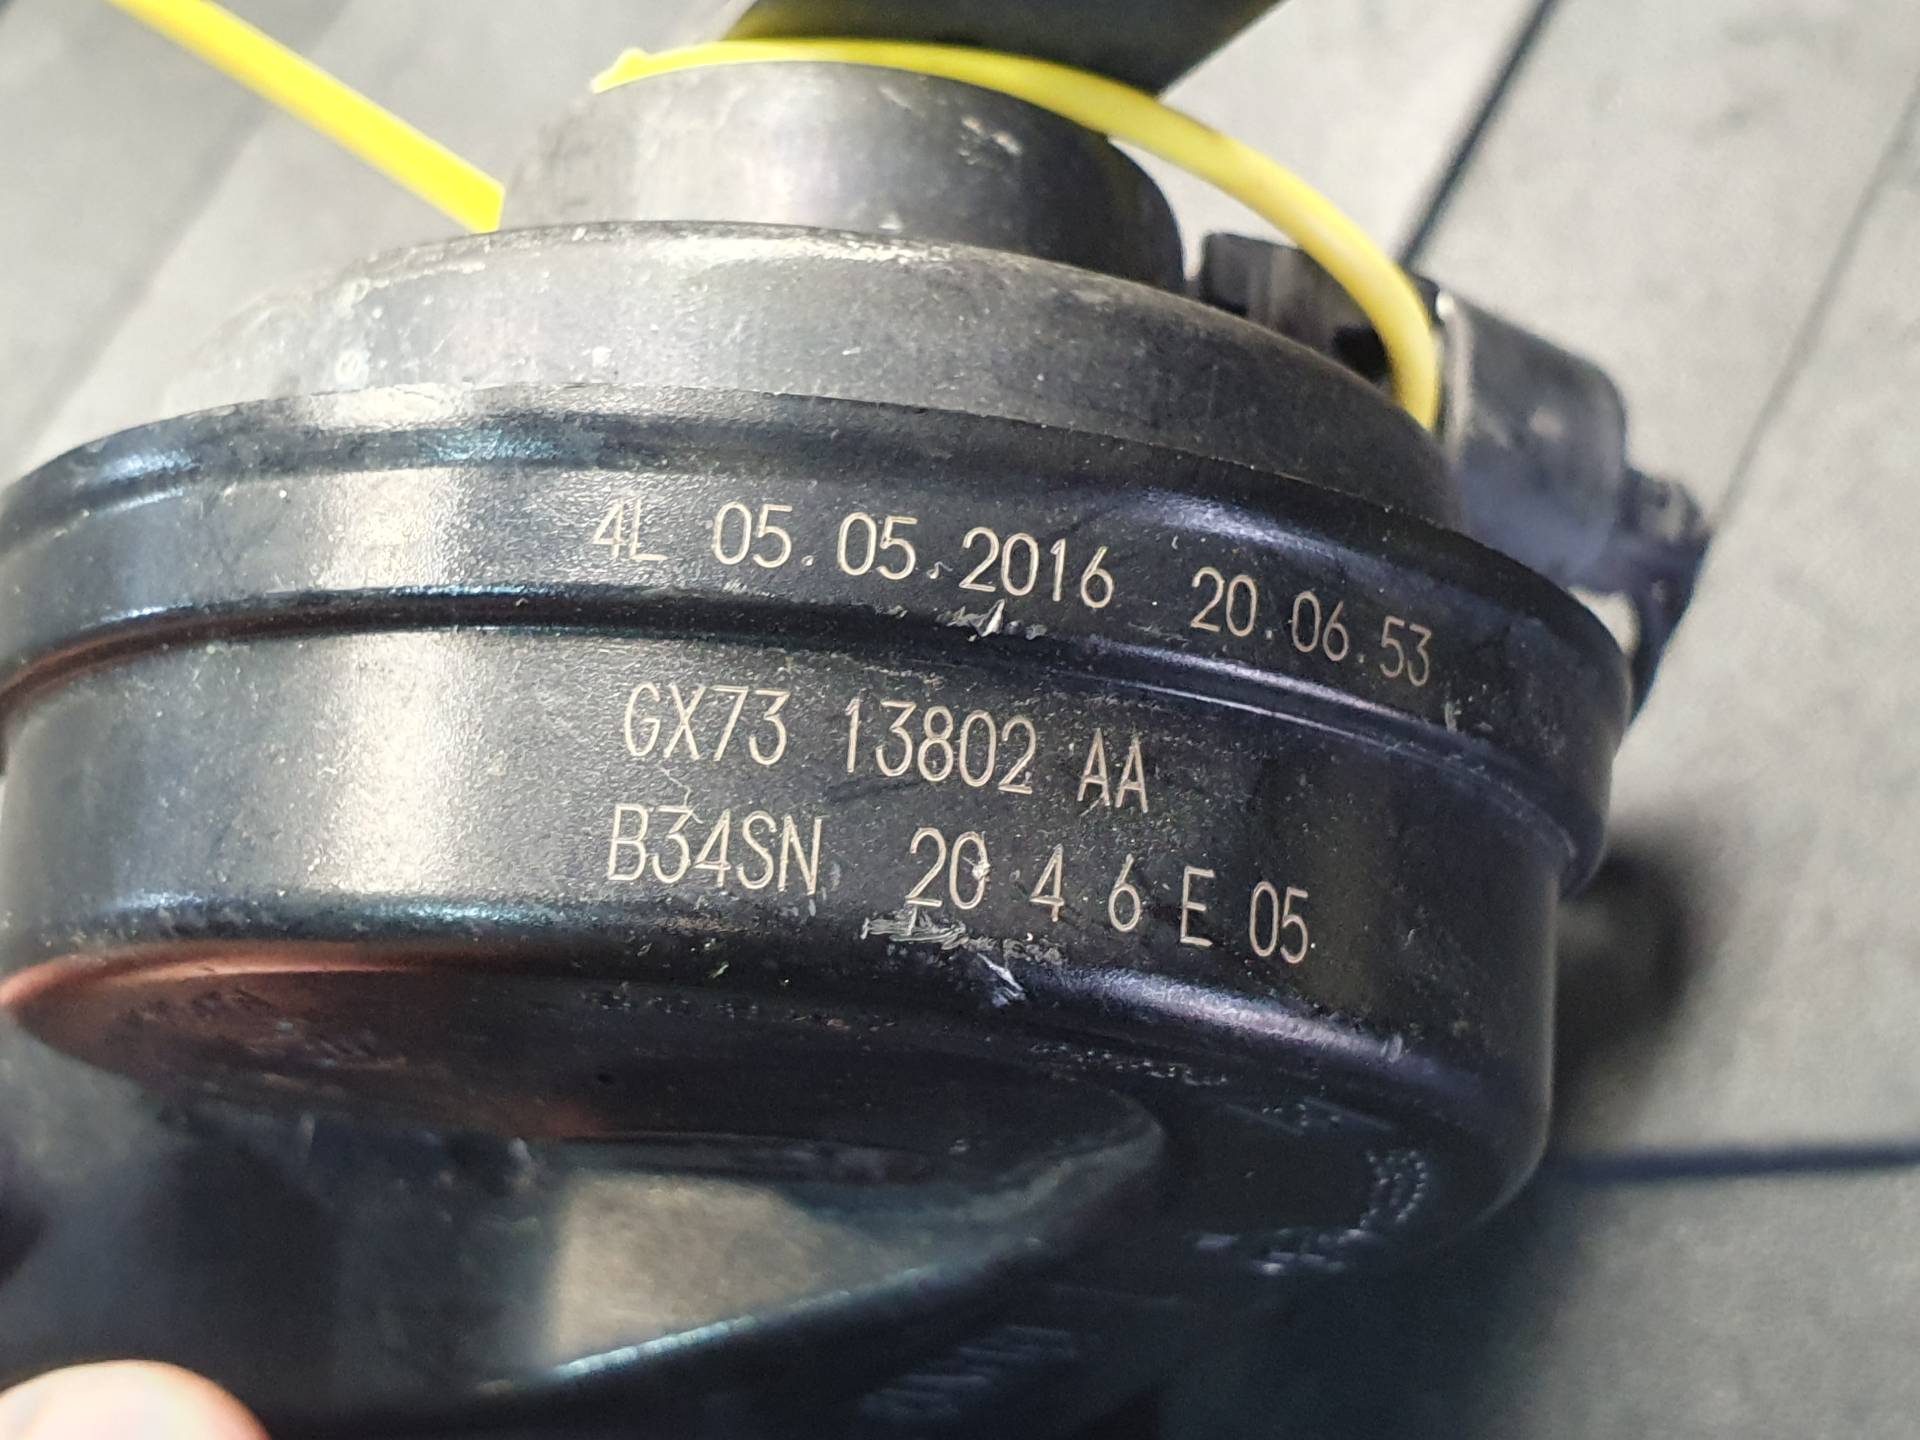 4L 05.05.2016 20.06.53
GX73 13802 AA
B34SN 20 4 6 E 05